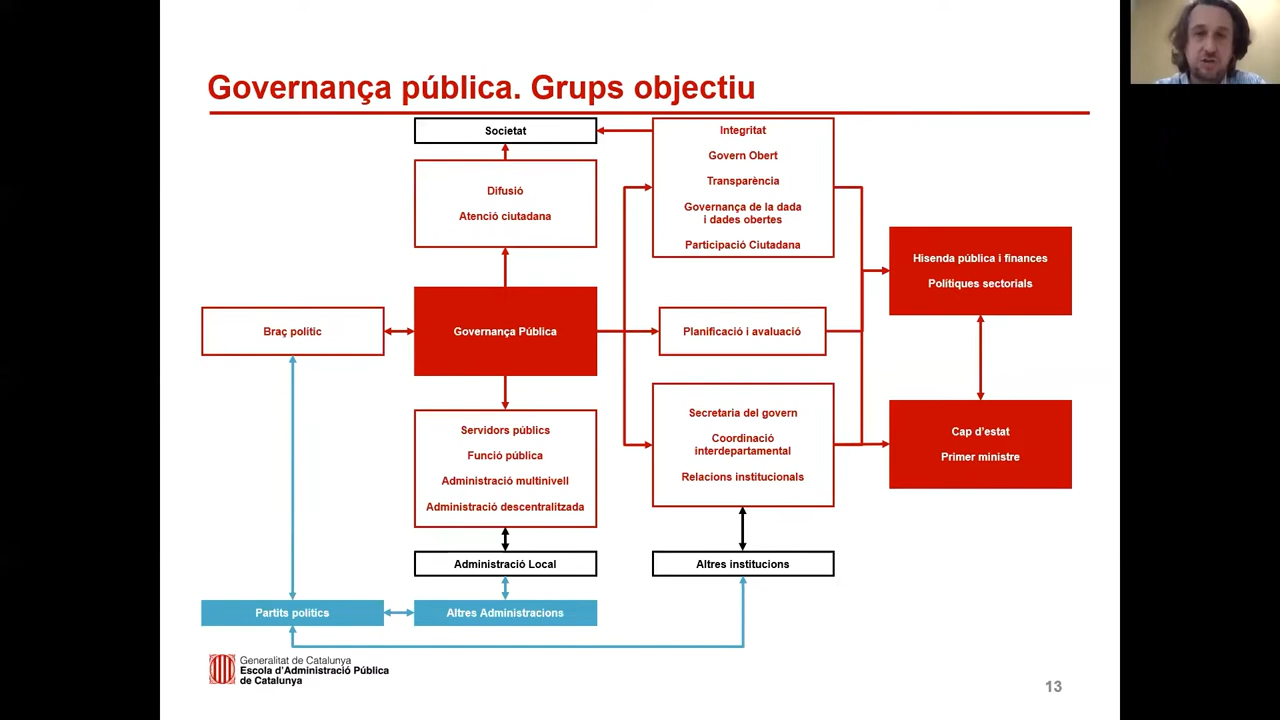 Governança pública. Grups objectiu
Societat
Difusió
Atenció ciutadana
Integritat
Govern Obert
Transparència
Governança de la dada
i dades obertes
Participació Ciutadana
Hisenda pública i finances
Polítiques sectorials
Braç polític
Governança Pública
Planificació i avaluació
Servidors públics
Funció pública
Administració multinivell
Administració descentralitzada
Secretaria del govern
Coordinació
interdepartamental
Relacions institucionals
Cap d'estat
Primer ministre
Administració Local
Altres institucions
Partits polítics
Altres Administracions
Generalitat de Catalunya
Escola d'Administració Pública
de Catalunya
13